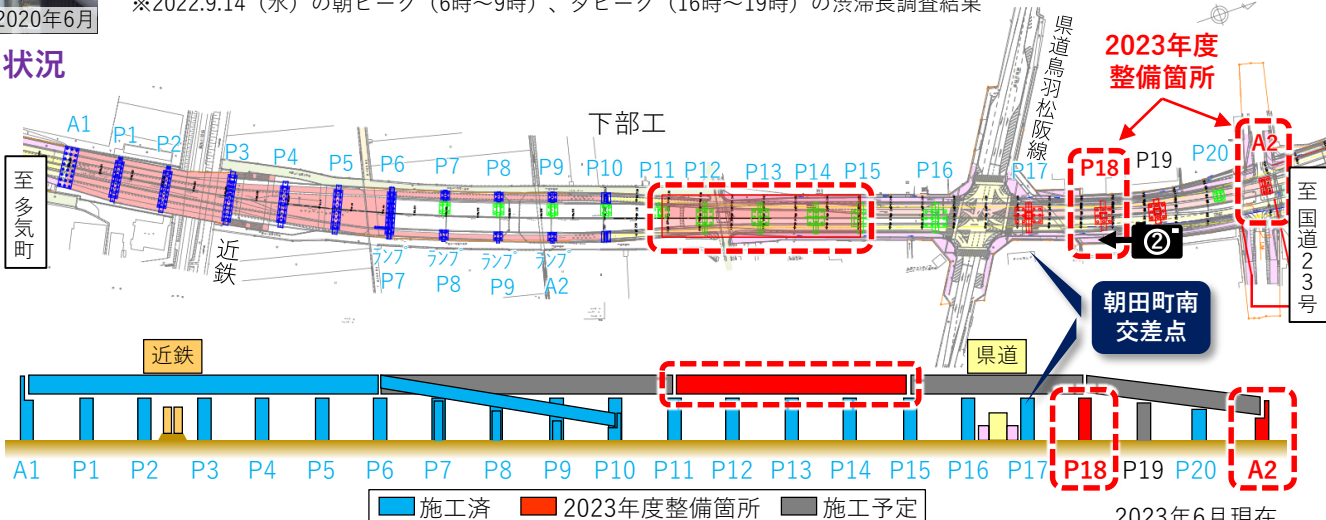 ※2022.9.14（水）の朝ピーク（6時～9時）、夕ピーク（16時～19時）の渋滞長調査結果
2020年6月
状況
県道鳥羽松阪線
2023年度
整備箇所
下部工
A1 P1 P2 P3 P4 P5 P6 P7 P8 P9 P10 P11 P12 P13 P14 P15 P16 P17 P18 P19 P20 A2
至多気町
近鉄
ﾗﾝﾌﾟ ﾗﾝﾌﾟ ﾗﾝﾌﾟ ﾗﾝﾌﾟ
P7 P8 P9 A2
②
至国道23号
朝田町南
交差点
近鉄
県道
A1 P1 P2 P3 P4 P5 P6 P7 P8 P9 P10 P11 P12 P13 P14 P15 P16 P17 P18 P19 P20 A2
施工済 2023年度整備箇所 施工予定
2023年6月現在